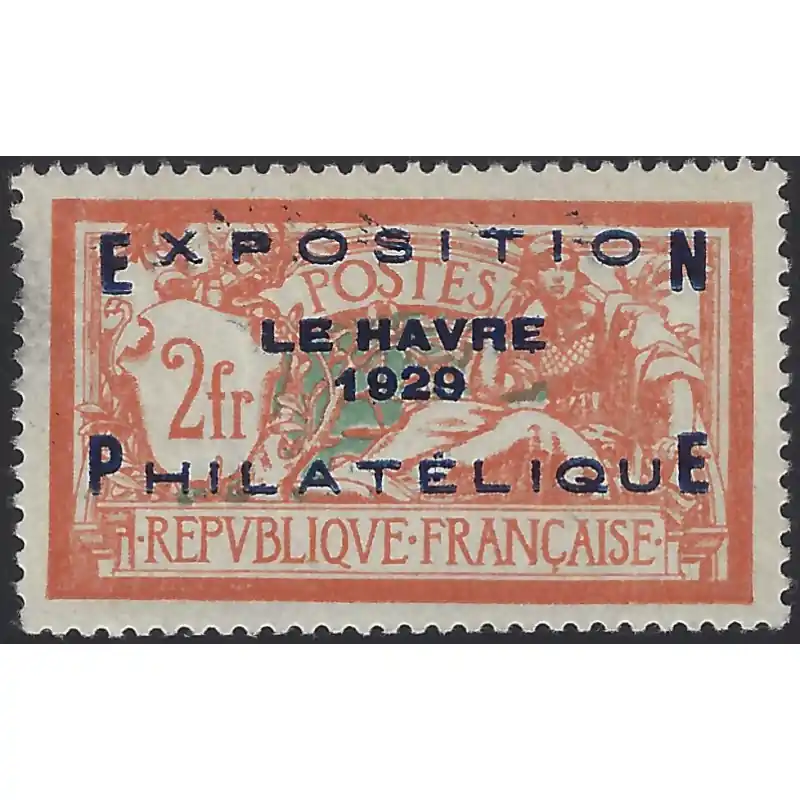 EXPOSITION
POSTES
LE HAVRE
2fr
1929
PHILATÉLIQUE
·REPVBLIQVE·FRANÇAISE·